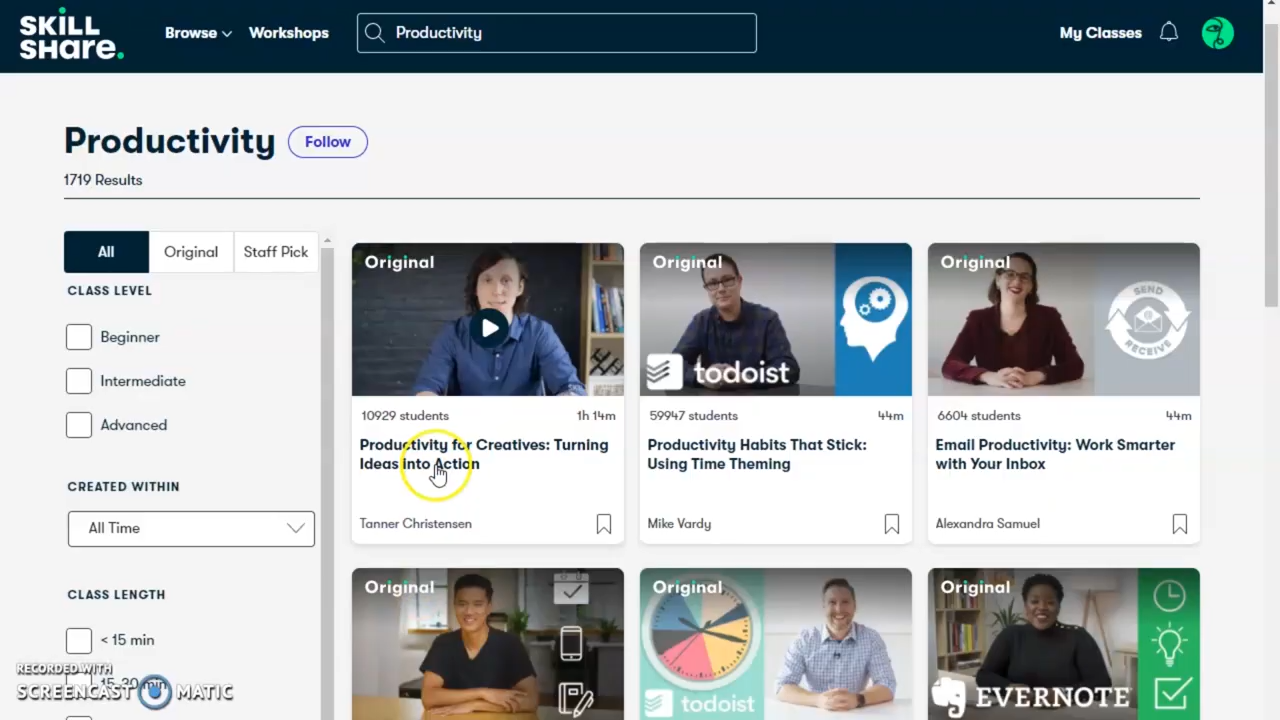 SKILL
SHare.
Browse
Workshops
Productivity
My Classes
Productivity
Follow
1719 Results
All
Original
Staff Pick
CLASS LEVEL
Beginner
Intermediate
Advanced
CREATED WITHIN
All Time
CLASS LENGTH
< 15 min
15-30 min
RECORDED WITH
SCREENCAST MATIC
Original
10929 students
1h 14m
Productivity for Creatives: Turning
Ideas into Action
Tanner Christensen
Original
todoist
59947 students
44m
Productivity Habits That Stick:
Using Time Theming
Mike Vardy
Original
SEND
RECEIVE
6604 students
44m
Email Productivity: Work Smarter
with Your Inbox
Alexandra Samuel
Original
Original
todoist
Original
EVERNOTE